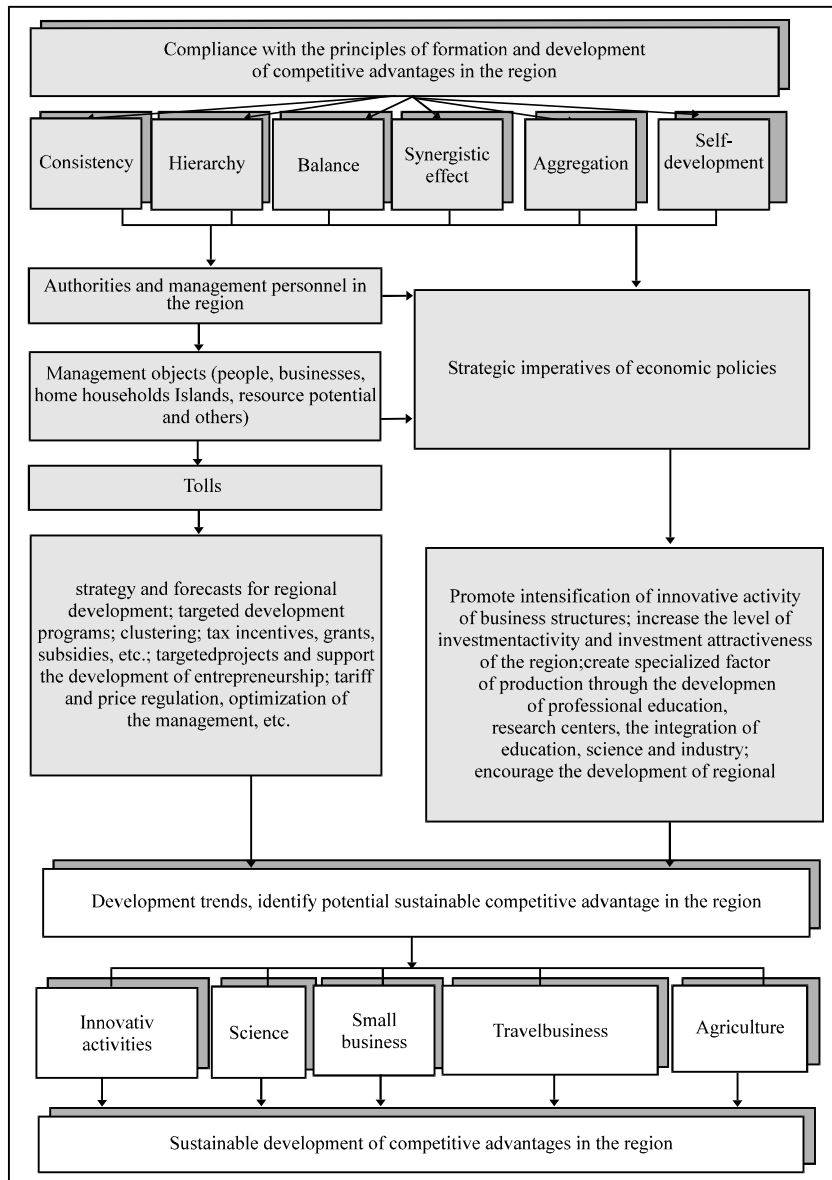 Compliance with the principles of formation and development
of competitive advantages in the region
Consistency
Hierarchy
Balance
Synergistic
effect
Aggregation
Self-
development
Authorities and management personnel in
the region
Management objects (people, businesses,
home households Islands, resource potential
and others)
Strategic imperatives of economic policies
Tolls
strategy and forecasts for regional
development; targeted development
programs; clustering; tax incentives, grants,
subsidies, etc.; targetedprojects and support
the development of entrepreneurship; tariff
and price regulation, optimization of
the management, etc.
Promote intensification of innovative activity
of business structures; increase the level of
investmentactivity and investment attractiveness
of the region;create specialized factor
of production through the developmen
of professional education,
research centers, the integration of
education, science and industry;
encourage the development of regional
Development trends, identify potential sustainable competitive advantage in the region
Innovativ
activities
Science
Small
business
Travelbusiness
Agriculture
Sustainable development of competitive advantages in the region